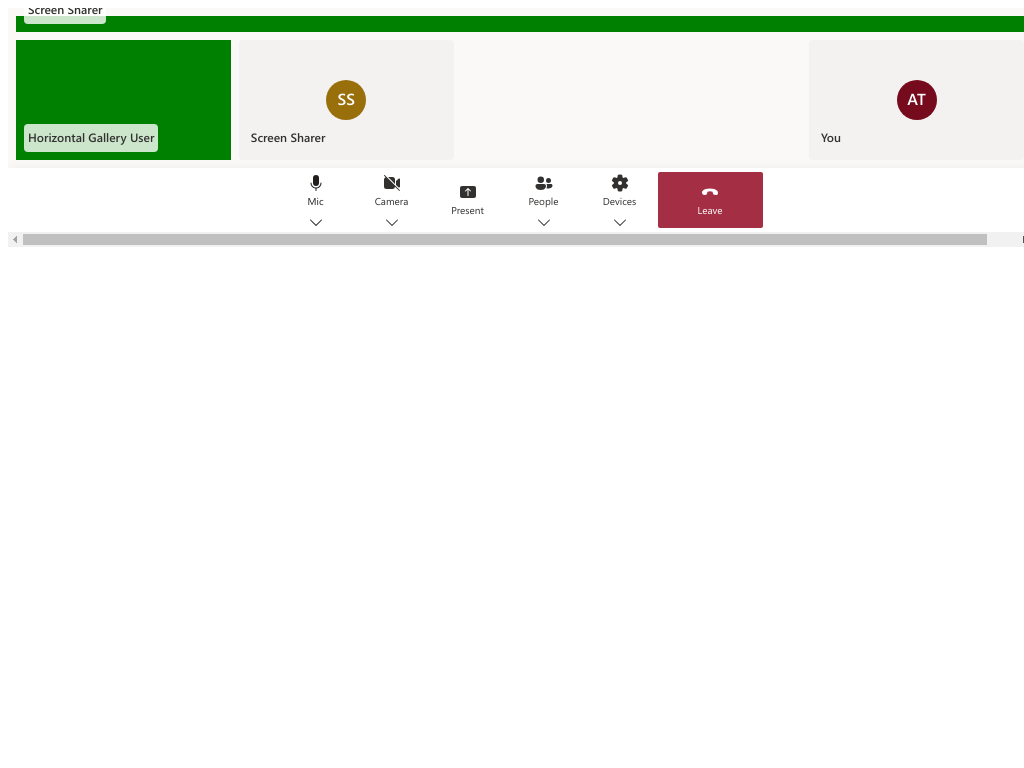 Screen Sharer
SS
AT
Horizontal Gallery User
Screen Sharer
You
Mic
Camera
Present
People
Devices
Leave